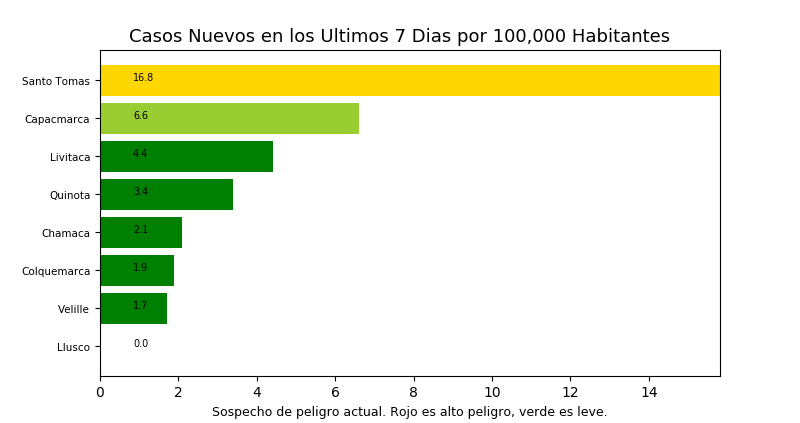 Casos Nuevos en los Ultimos 7 Dias por 100,000 Habitantes
Santo Tomas 16.8
Capacmarca 6.6
Livitaca 4.4
Quinota 3.4
Chamaca 2.1
Colquemarca 1.9
Velille 1.7
Llusco 0.0
0 2 4 6 8 10 12 14
Sospecho de peligro actual. Rojo es alto peligro, verde es leve.